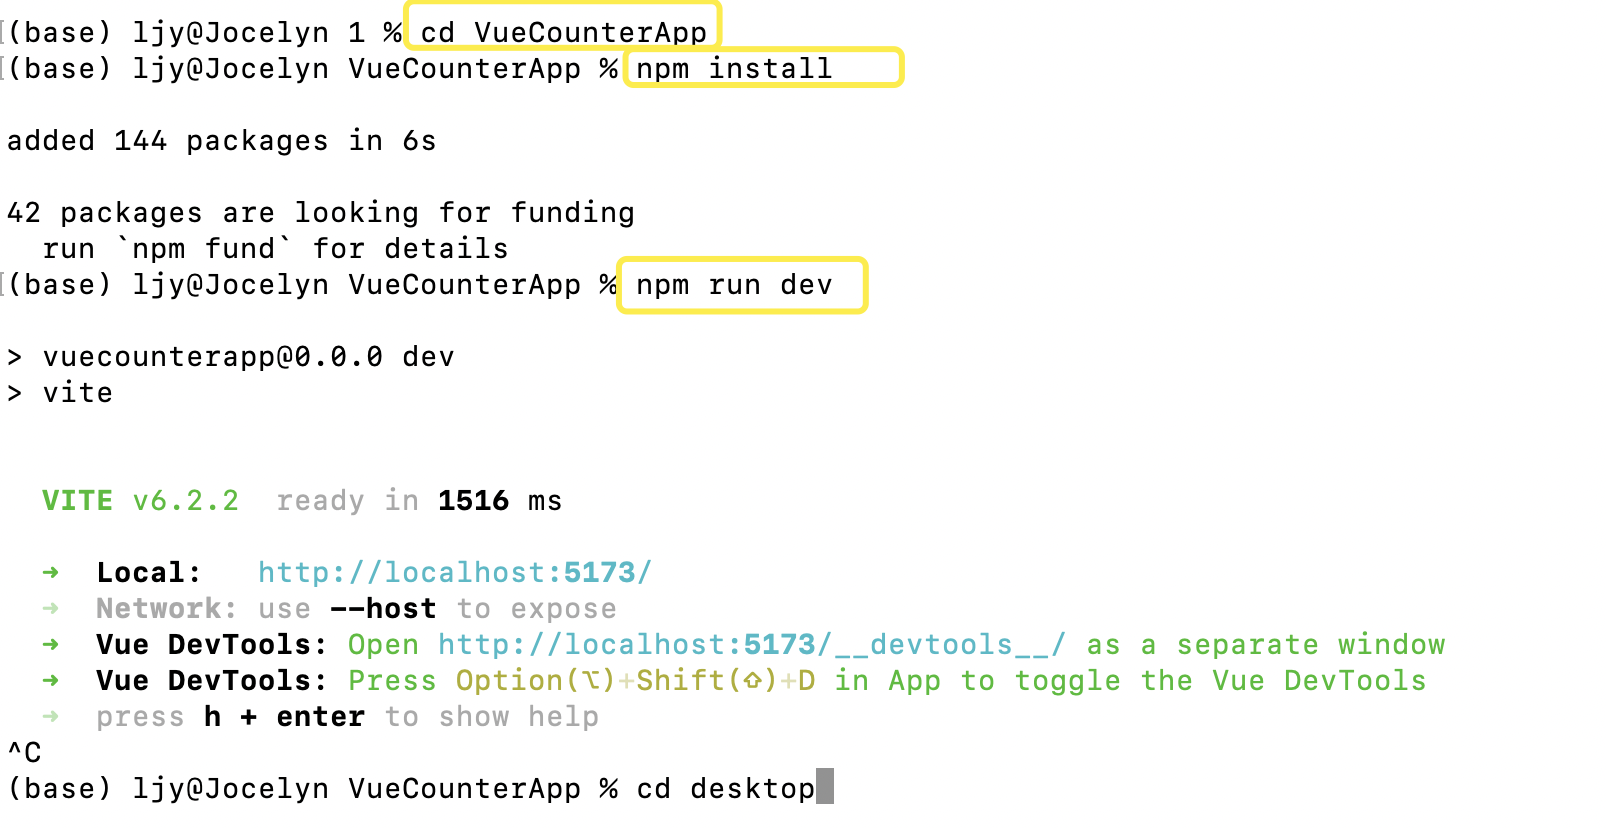 (base) ljy@Jocelyn 1 % cd VueCounterApp
(base) ljy@Jocelyn VueCounterApp % npm install
added 144 packages in 6s
42 packages are looking for funding
run `npm fund` for details
(base) ljy@Jocelyn VueCounterApp % npm run dev
> vuecounterapp@0.0.0 dev
> vite
VITE v6.2.2 ready in 1516 ms
➜ Local: http://localhost:5173/
➜ Network: use --host to expose
➜ Vue DevTools: Open http://localhost:5173/__devtools__/ as a separate window
➜ Vue DevTools: Press Option(⌥)+Shift(⇧)+D in App to toggle the Vue DevTools
➜ press h + enter to show help
^C
(base) ljy@Jocelyn VueCounterApp % cd desktop